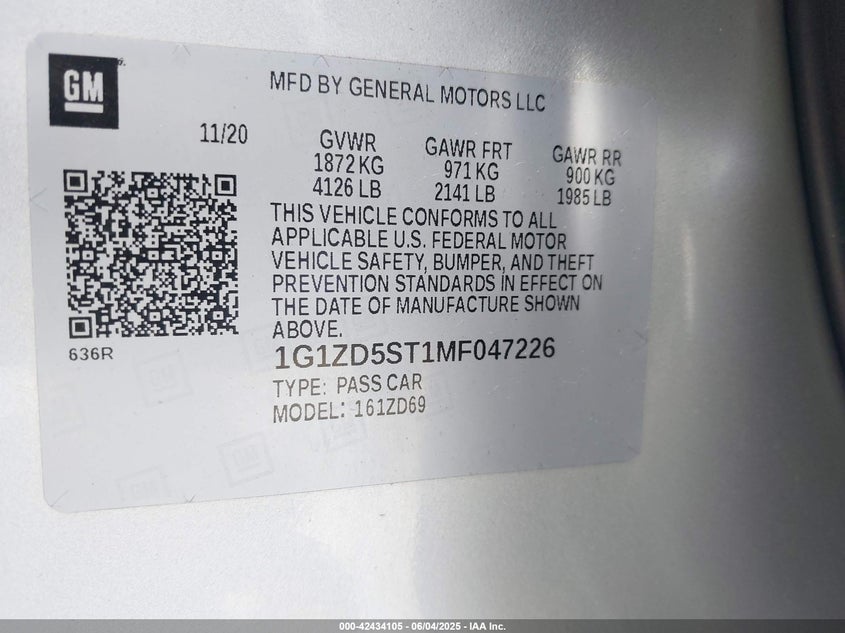 GM
MFD BY GENERAL MOTORS LLC
11/20
GVWR
1872 KG
4126 LB
GAWR FRT
971 KG
2141 LB
GAWR RR
900 KG
1985 LB
THIS VEHICLE CONFORMS TO ALL
APPLICABLE U.S. FEDERAL MOTOR
VEHICLE SAFETY, BUMPER, AND THEFT
PREVENTION STANDARDS IN EFFECT ON
THE DATE OF MANUFACTURE SHOWN
ABOVE.
636R
1G1ZD5ST1MF047226
TYPE: PASS CAR
MODEL: 161ZD69
000-42434105 - 06/04/2025 - IAA Inc.